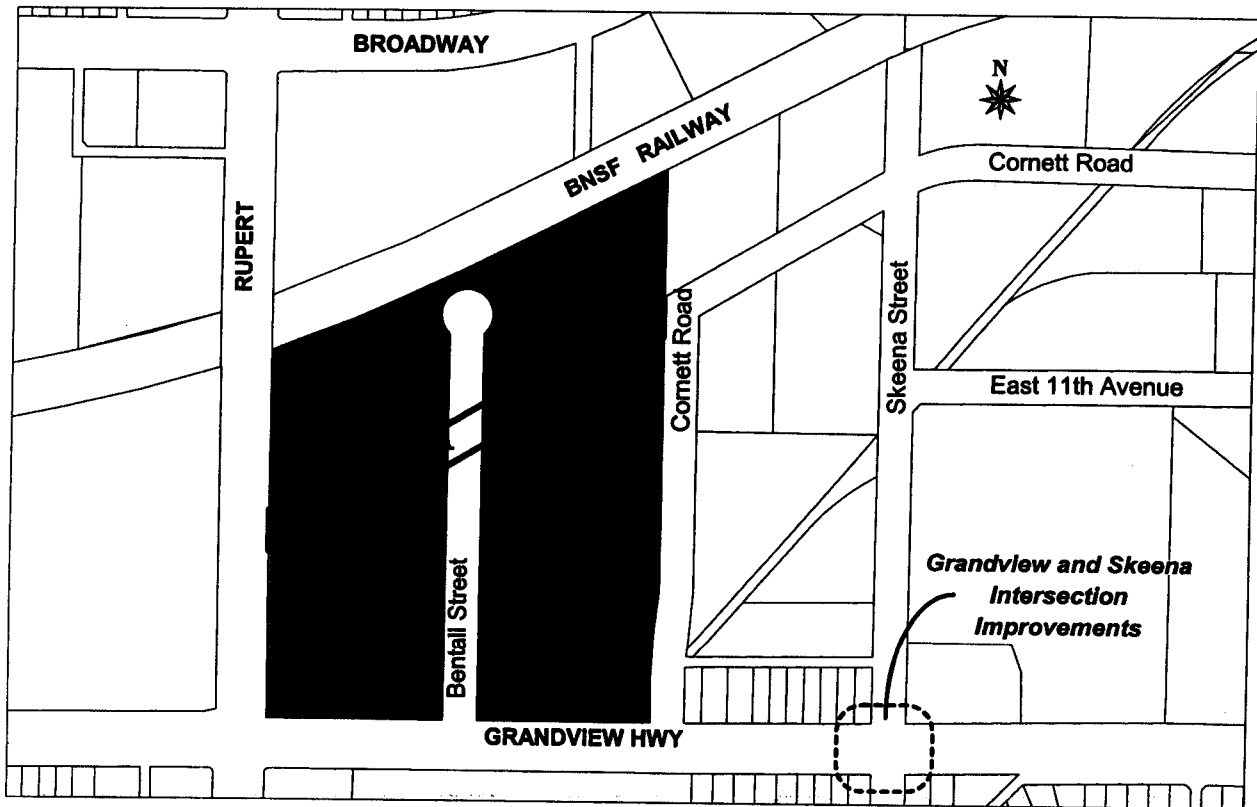 BROADWAY
N
BNSF RAILWAY
Cornett Road
RUPERT
Cornett Road
Skeena Street
East 11th Avenue
Bentall Street
Grandview and Skeena
Intersection
Improvements
GRANDVIEW HWY